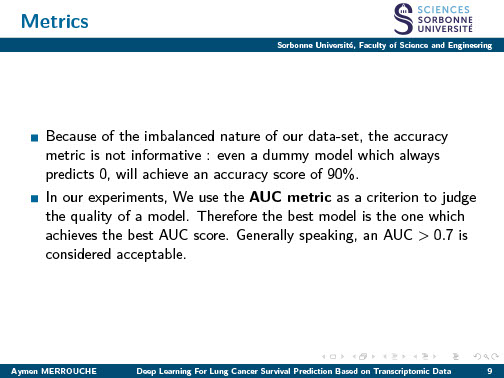 Metrics
SCIENCES
SORBONNE
UNIVERSITÉ
Sorbonne Université, Faculty of Science and Engineering
Because of the imbalanced nature of our data-set, the accuracy
metric is not informative : even a dummy model which always
predicts 0, will achieve an accuracy score of 90%.
In our experiments, We use the AUC metric as a criterion to judge
the quality of a model. Therefore the best model is the one which
achieves the best AUC score. Generally speaking, an AUC > 0.7 is
considered acceptable.
Aymen MERROUCHE Deep Learning For Lung Cancer Survival Prediction Based on Transcriptomic Data 9